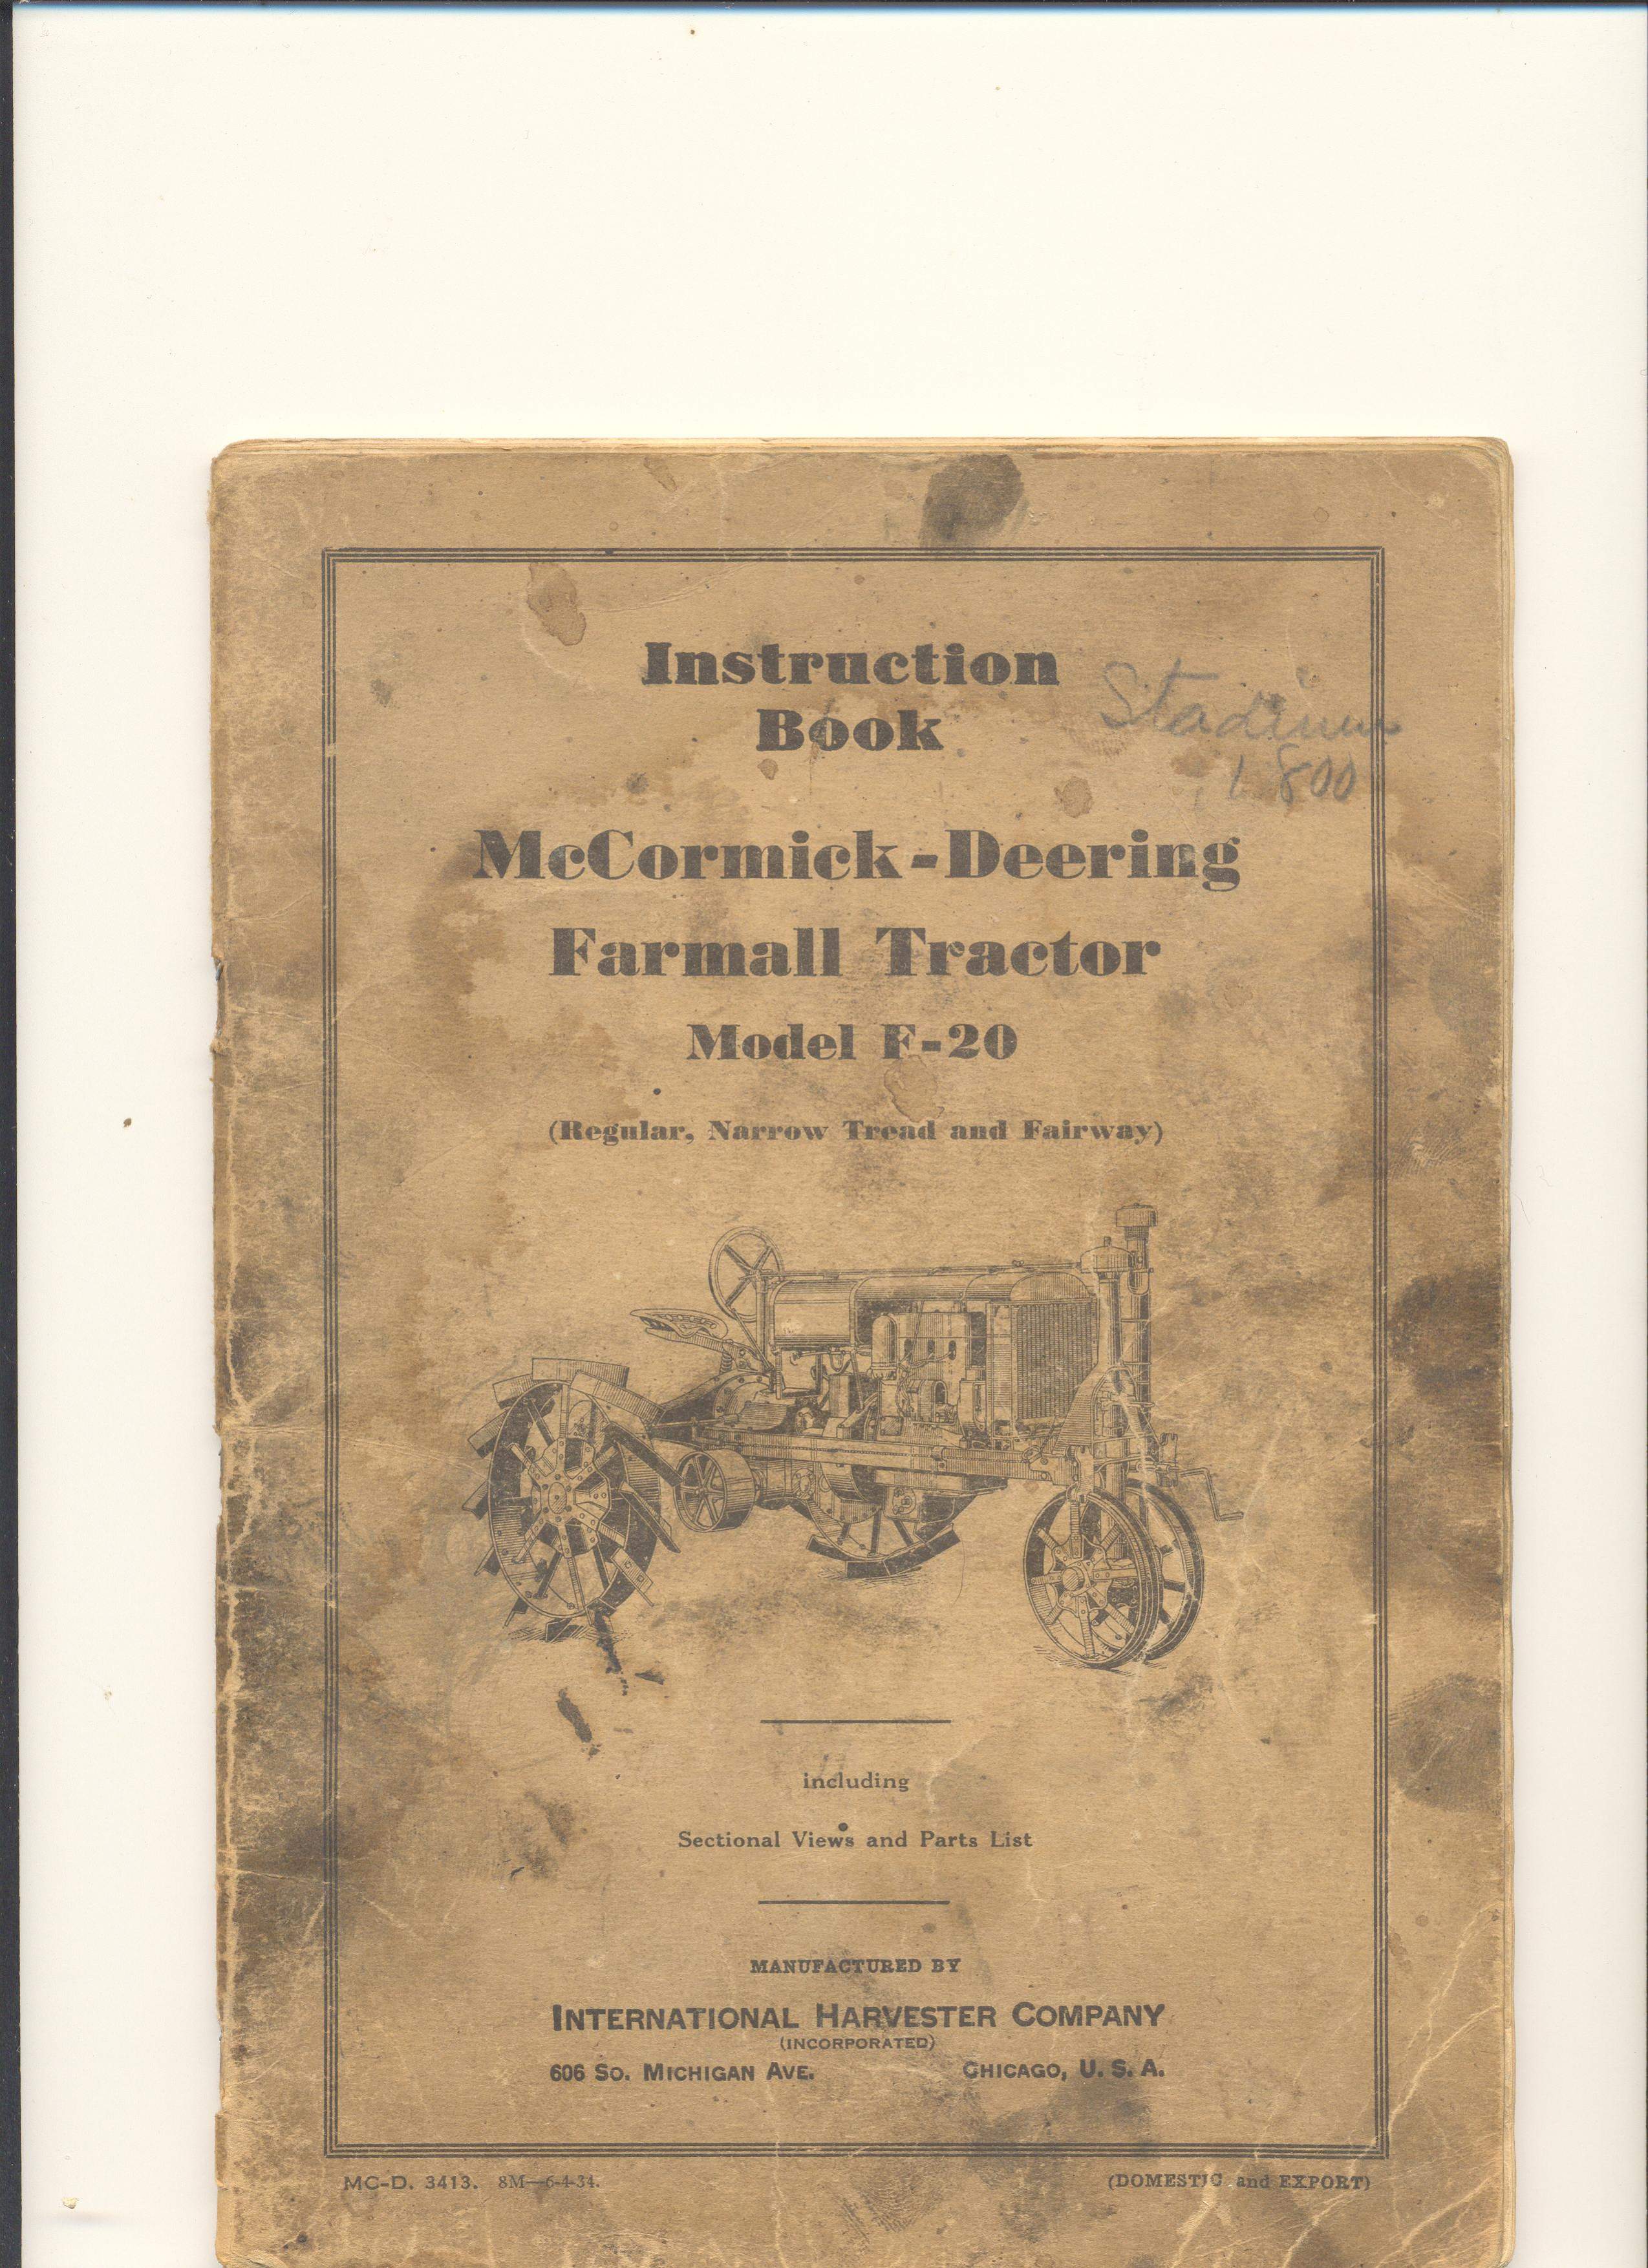 Instruction
Book
Stadium
1800
McCormick-Deering
Farmall Tractor
Model F-20
(Regular, Narrow Tread and Fairway)
including
Sectional Views and Parts List
MANUFACTURED BY
INTERNATIONAL HARVESTER COMPANY
(INCORPORATED)
606 SO. MICHIGAN AVE. CHICAGO, U. S. A.
MC-D. 3413. 8M—6-4-34. (DOMESTIC and EXPORT)